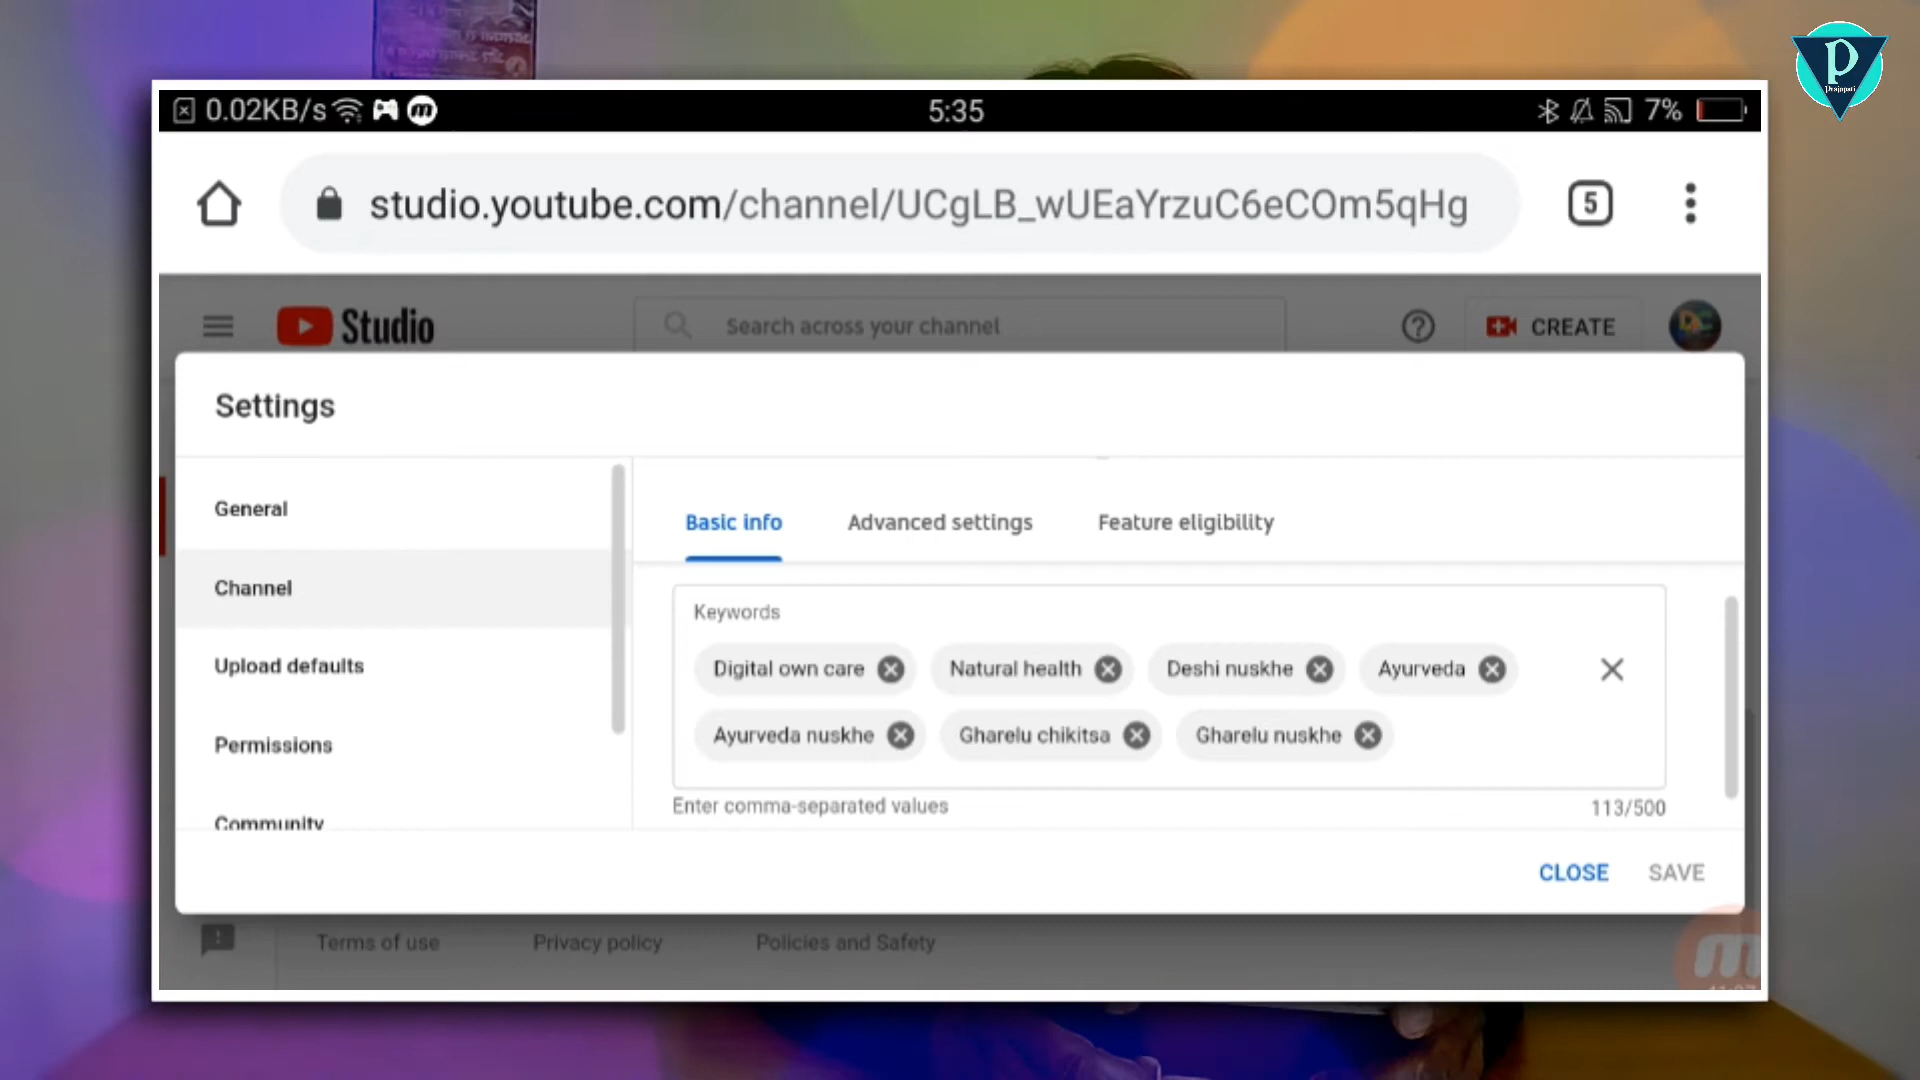 P
Prajapati
0.02KB/s 5:35 7%
studio.youtube.com/channel/UCgLB_wUEaYrzuC6eCOm5qHg 5
Studio Search across your channel CREATE
Settings
General
Channel
Upload defaults
Permissions
Community
Basic info Advanced settings Feature eligibility
Keywords
Digital own care Natural health Deshi nuskhe Ayurveda
Ayurveda nuskhe Gharelu chikitsa Gharelu nuskhe
Enter comma-separated values 113/500
CLOSE SAVE
Terms of use Privacy policy Policies and Safety